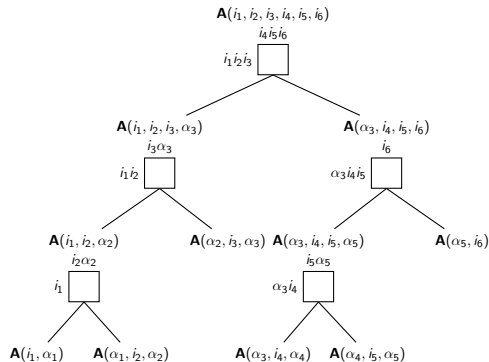 A(i₁, i₂, i₃, i₄, i₅, i₆)
i₄i₅i₆
i₁i₂i₃
A(i₁, i₂, i₃, α₃) A(α₃, i₄, i₅, i₆)
i₃α₃ i₆
i₁i₂ α₃i₄i₅
A(i₁, i₂, α₂) A(α₂, i₃, α₃) A(α₃, i₄, i₅, α₅) A(α₅, i₆)
i₂α₂ i₅α₅
i₁ α₃i₄
A(i₁, α₁) A(α₁, i₂, α₂) A(α₃, i₄, α₄) A(α₄, i₅, α₅)